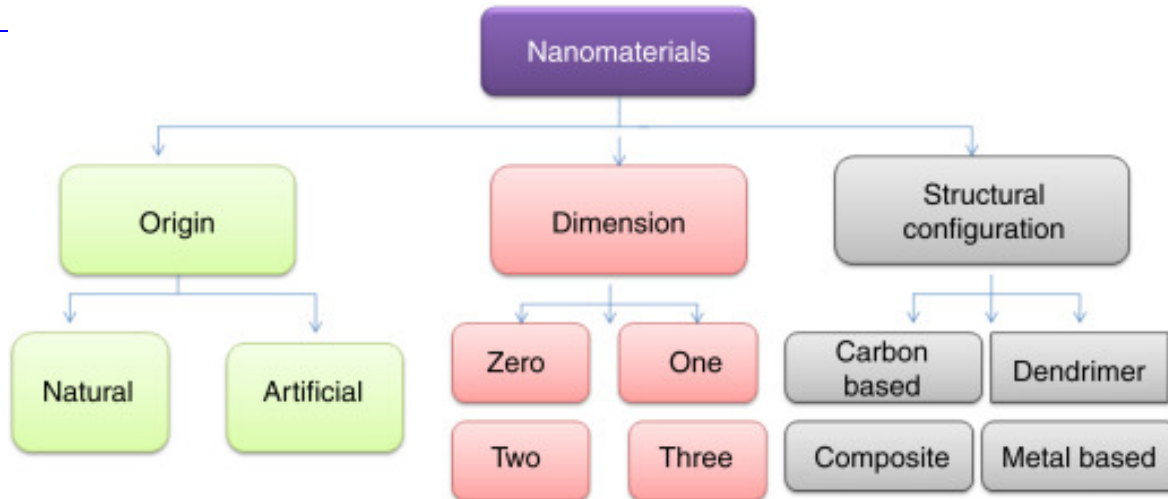 Nanomaterials
Origin
Dimension
Structural
configuration
Natural
Artificial
Zero
One
Carbon
based
Dendrimer
Two
Three
Composite
Metal based